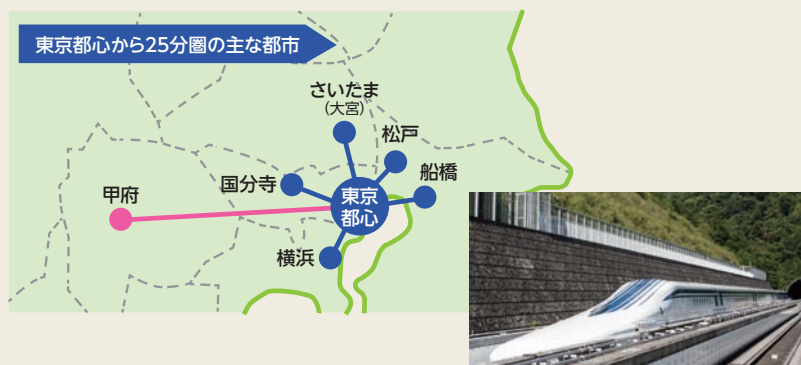 東京都心から25分圏の主な都市
さいたま
（大宮）
松戸
船橋
国分寺
甲府
東京
都心
横浜